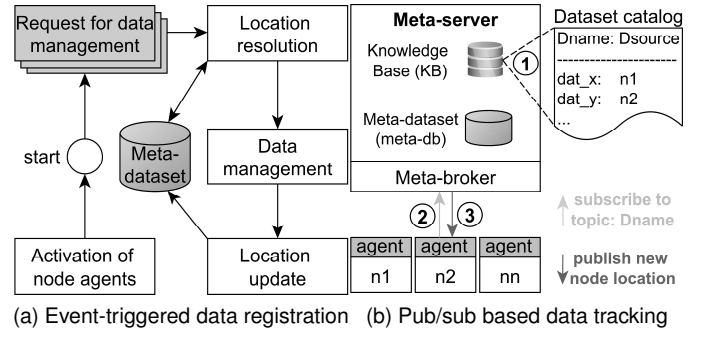 Request for data
management
Location
resolution
start
Meta-
dataset
Data
management
Activation of
node agents
Location
update
(a) Event-triggered data registration
Meta-server
Knowledge
Base (KB)
1
Meta-dataset
(meta-db)
Meta-broker
2
3
agent
agent
agent
n1
n2
nn
Dataset catalog
Dname: Dsource
--------------------------
dat_x: n1
dat_y: n2
...
subscribe to
topic: Dname
publish new
node location
(b) Pub/sub based data tracking